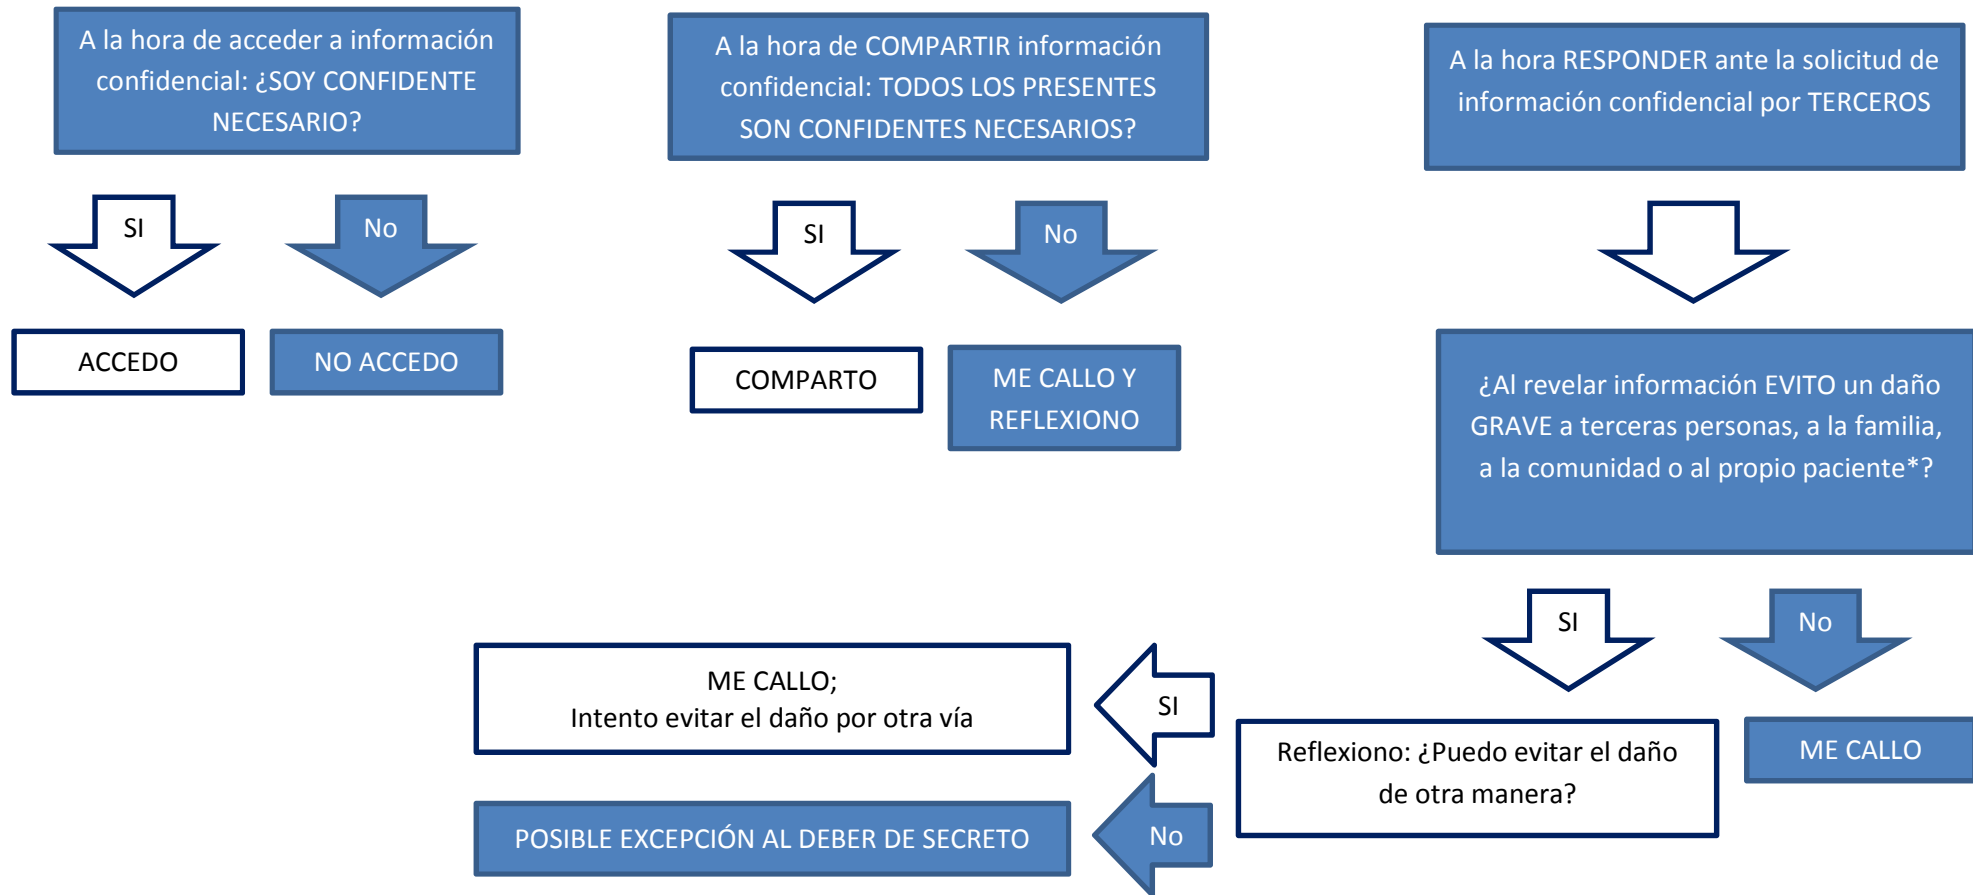 A la hora de acceder a información
confidencial: ¿SOY CONFIDENTE
NECESARIO?
SI
No
ACCEDO
NO ACCEDO
A la hora de COMPARTIR información
confidencial: TODOS LOS PRESENTES
SON CONFIDENTES NECESARIOS?
SI
No
COMPARTO
ME CALLO Y
REFLEXIONO
A la hora RESPONDER ante la solicitud de
información confidencial por TERCEROS
¿Al revelar información EVITO un daño
GRAVE a terceras personas, a la familia,
a la comunidad o al propio paciente*?
SI
No
Reflexiono: ¿Puedo evitar el daño
de otra manera?
ME CALLO
SI
ME CALLO;
Intento evitar el daño por otra vía
No
POSIBLE EXCEPCIÓN AL DEBER DE SECRETO